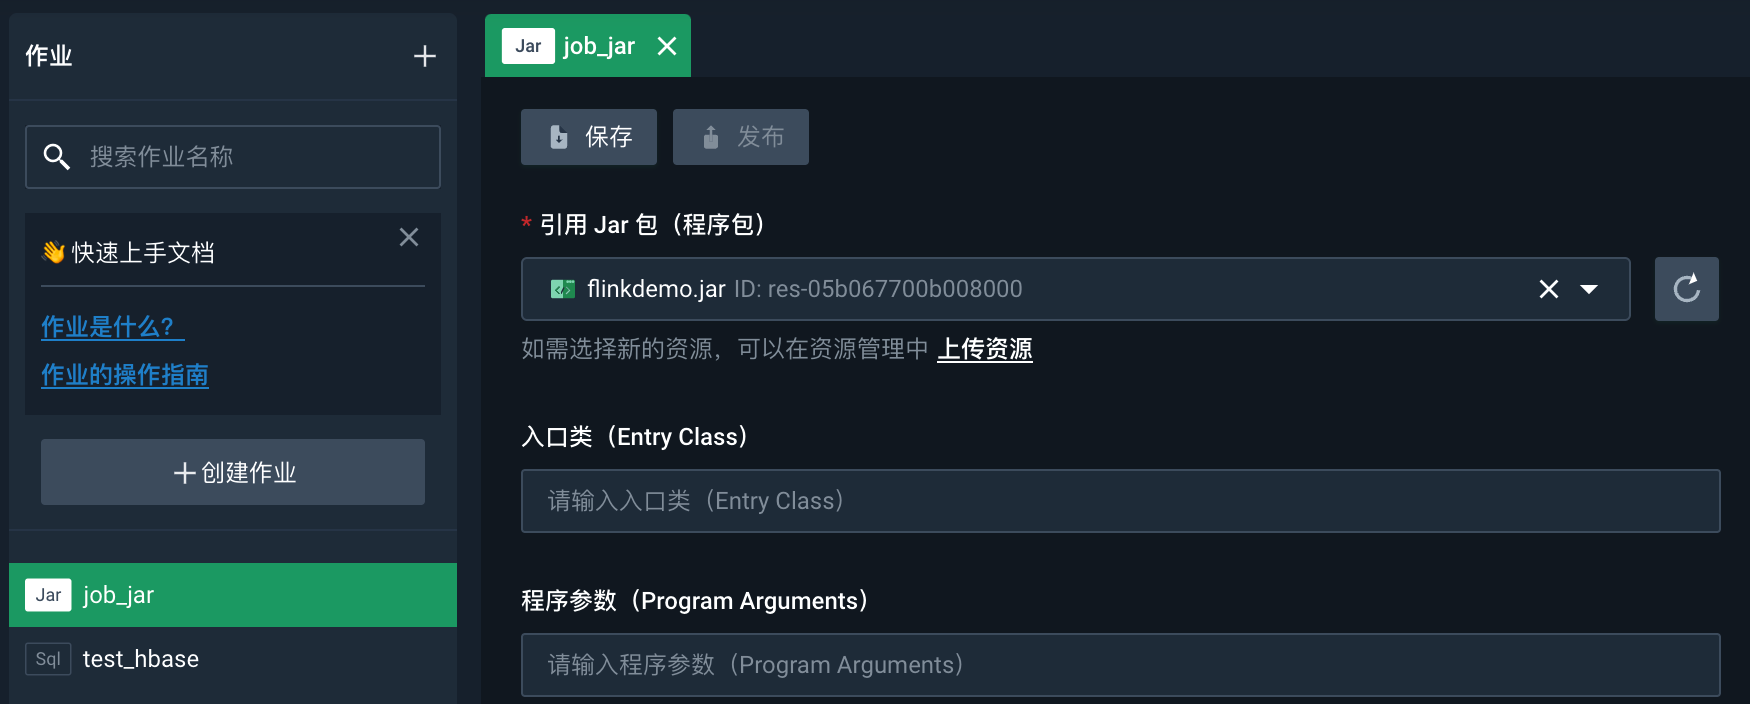 作业
搜索作业名称
👋 快速上手文档
作业是什么？
作业的操作指南
创建作业
Jar job_jar
Sql test_hbase
Jar job_jar
保存 发布
* 引用 Jar 包（程序包）
flinkdemo.jar ID: res-05b067700b008000
如需选择新的资源，可以在资源管理中 上传资源
入口类（Entry Class）
请输入入口类（Entry Class）
程序参数（Program Arguments）
请输入程序参数（Program Arguments）